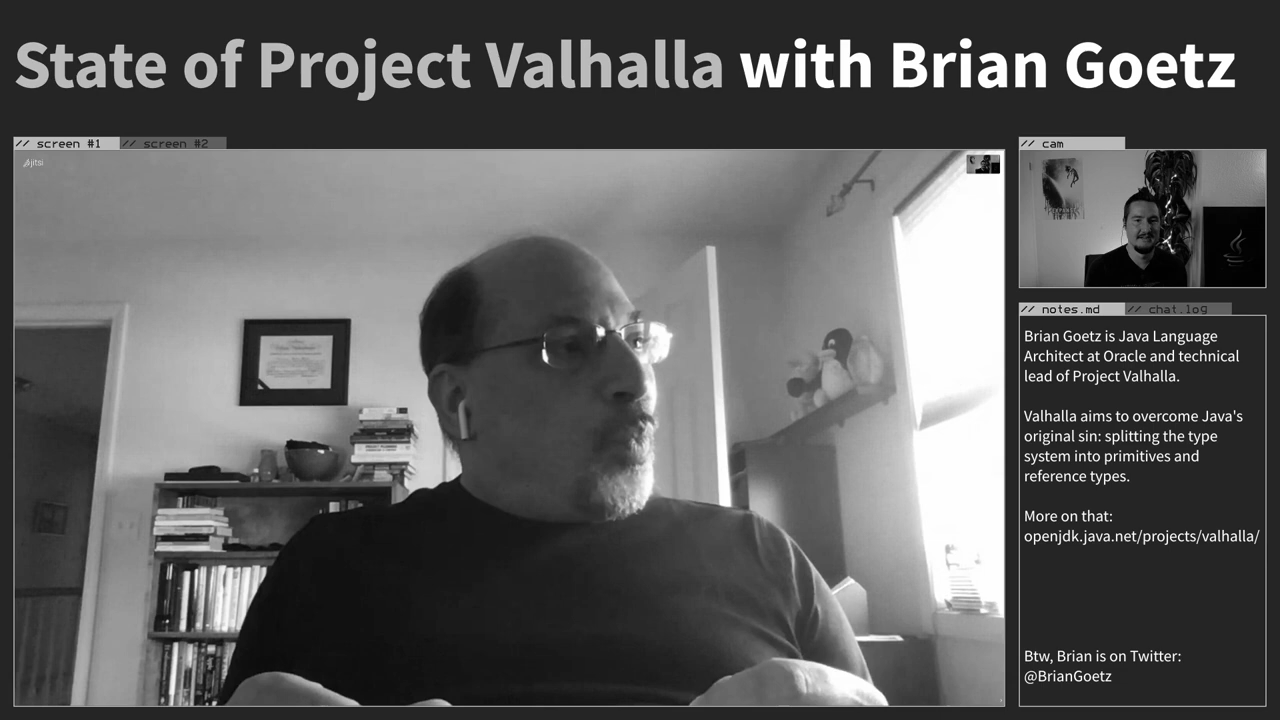 State of Project Valhalla with Brian Goetz
// screen #1 // screen #2
jitsi
// cam
// notes.md // chat.log
Brian Goetz is Java Language
Architect at Oracle and technical
lead of Project Valhalla.
Valhalla aims to overcome Java's
original sin: splitting the type
system into primitives and
reference types.
More on that:
openjdk.java.net/projects/valhalla/
Btw, Brian is on Twitter:
@BrianGoetz